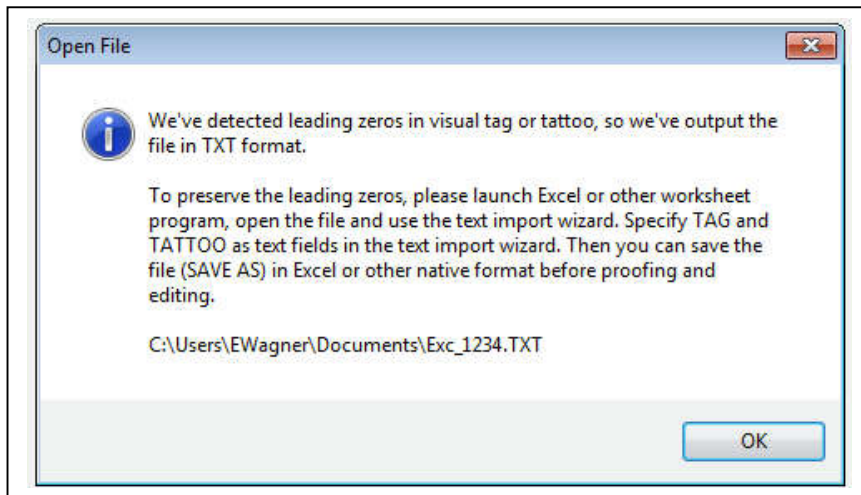 Open File
We've detected leading zeros in visual tag or tattoo, so we've output the
file in TXT format.
To preserve the leading zeros, please launch Excel or other worksheet
program, open the file and use the text import wizard. Specify TAG and
TATTOO as text fields in the text import wizard. Then you can save the
file (SAVE AS) in Excel or other native format before proofing and
editing.
C:\Users\EWagner\Documents\Exc_1234.TXT
OK